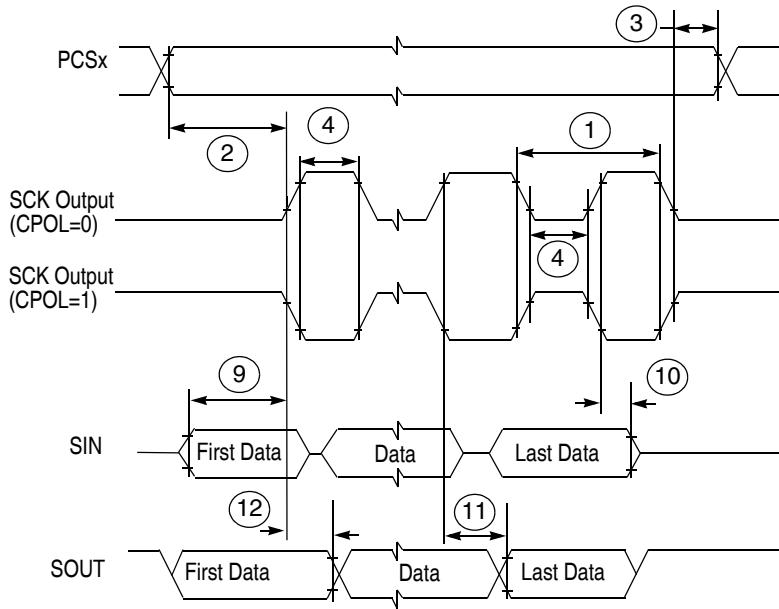 3
PCSx
2
4
1
SCK Output
(CPOL=0)
4
SCK Output
(CPOL=1)
9
10
SIN
First Data
Data
Last Data
12
11
SOUT
First Data
Data
Last Data